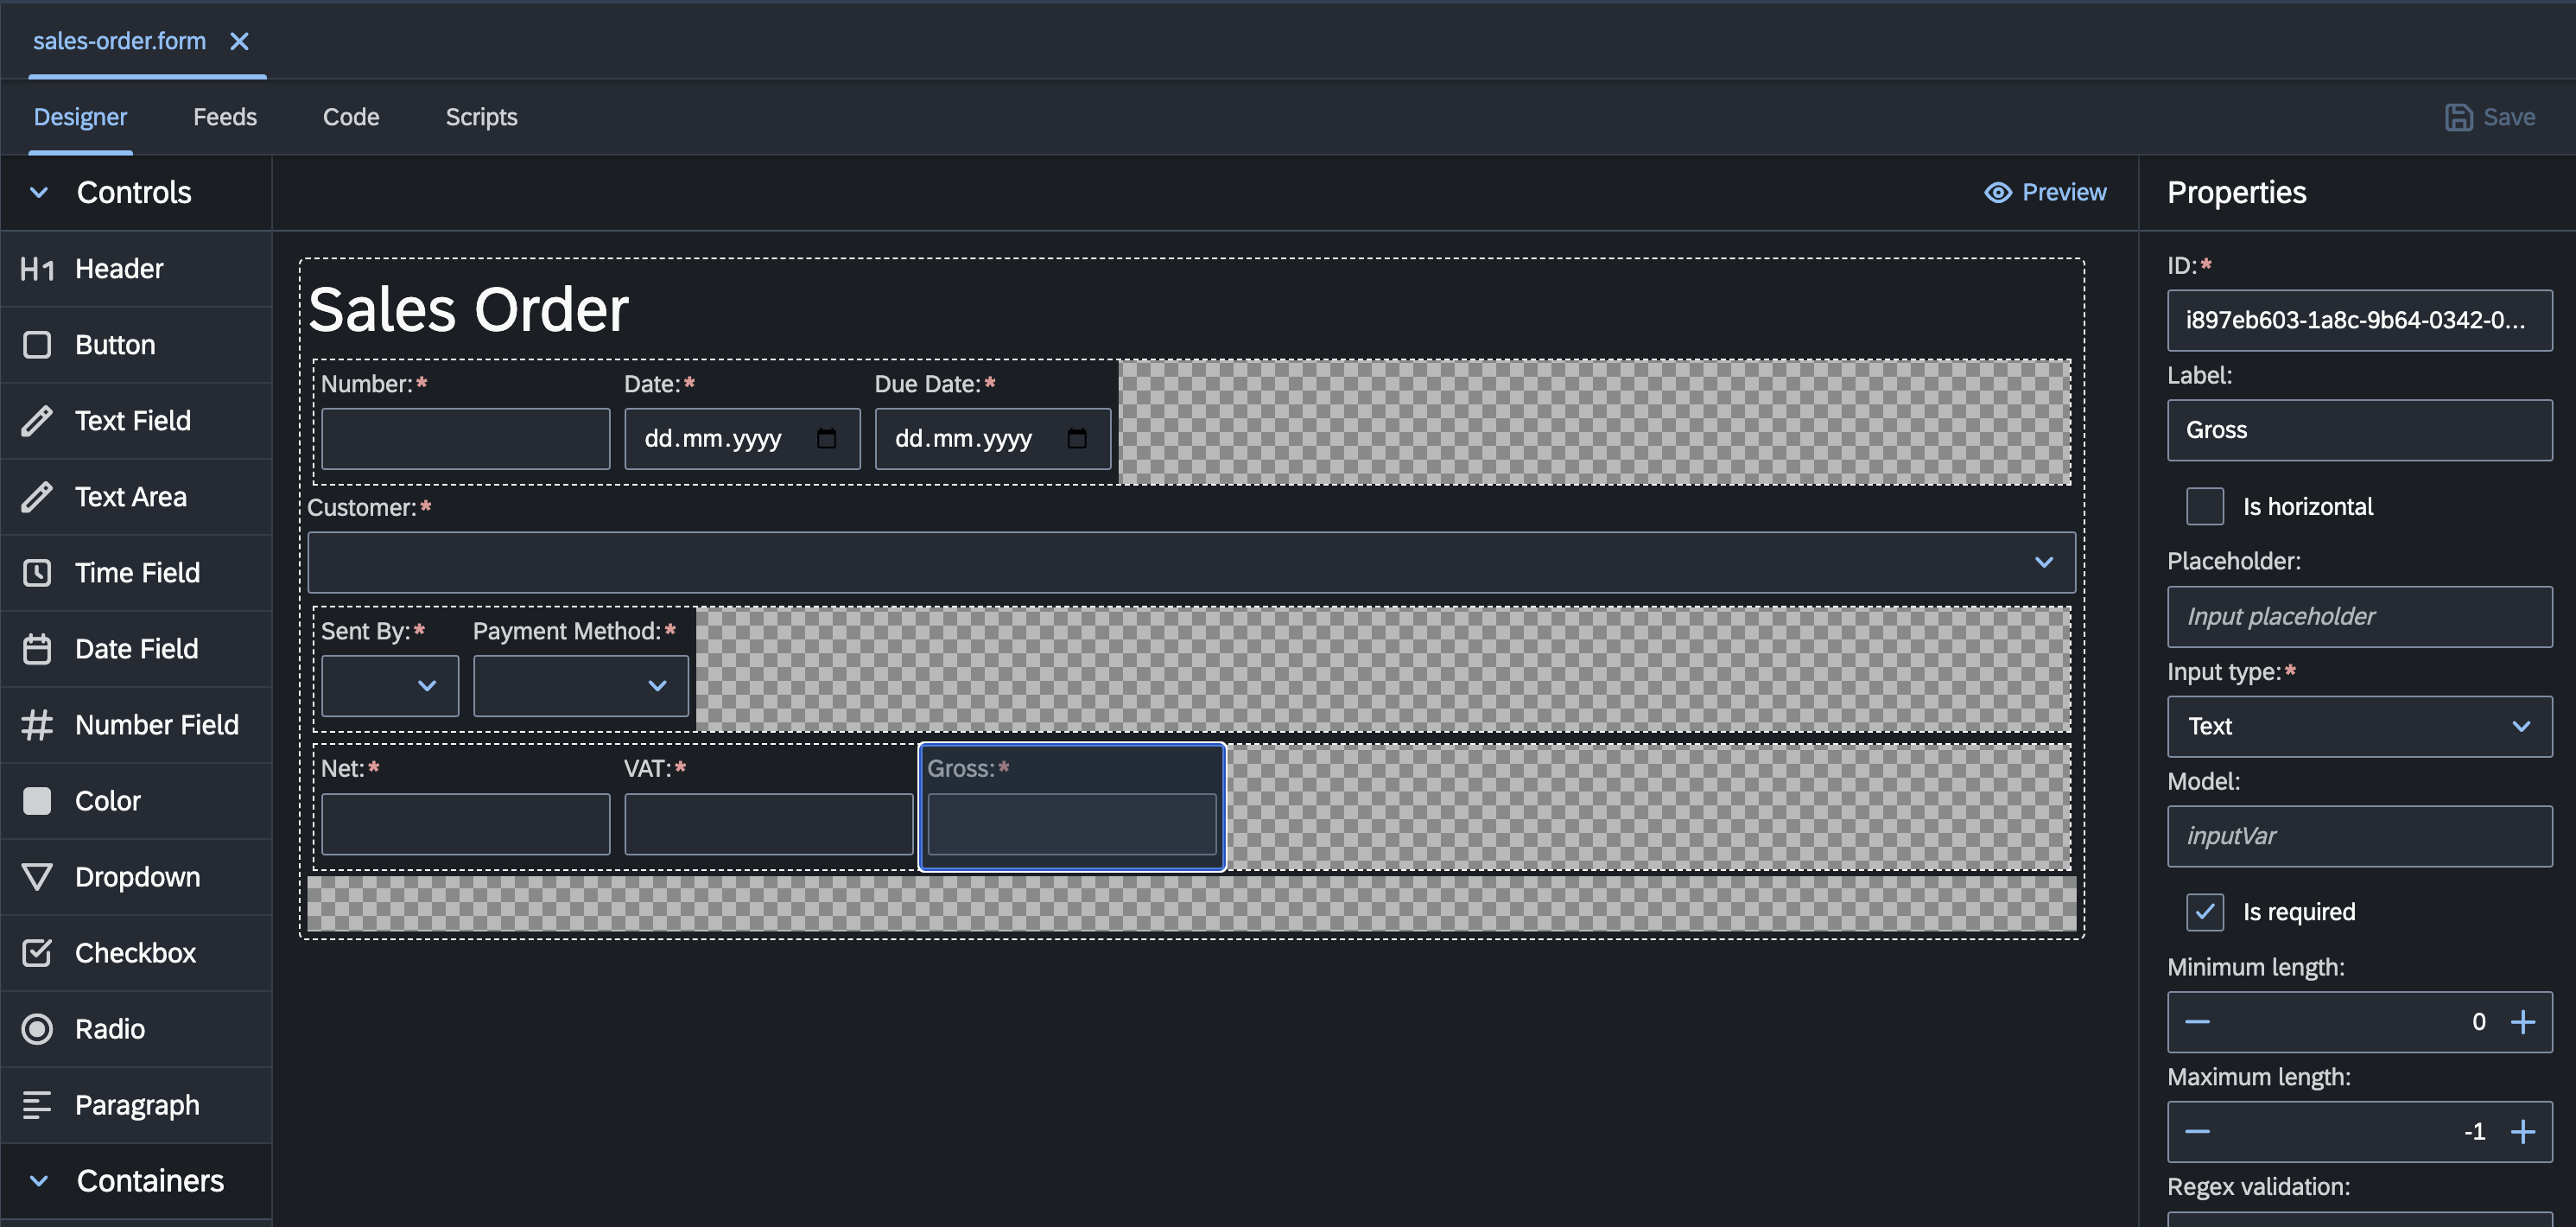 sales-order.form
Designer Feeds Code Scripts Save
Controls
Header
Button
Text Field
Text Area
Time Field
Date Field
Number Field
Color
Dropdown
Checkbox
Radio
Paragraph
Containers
Preview
Sales Order
Number:* Date:* Due Date:*
dd.mm.yyyy dd.mm.yyyy
Customer:*
Sent By:* Payment Method:*
Net:* VAT:* Gross:*
Properties
ID:*
i897eb603-1a8c-9b64-0342-0...
Label:
Gross
Is horizontal
Placeholder:
Input placeholder
Input type:*
Text
Model:
inputVar
Is required
Minimum length:
0
Maximum length:
-1
Regex validation: